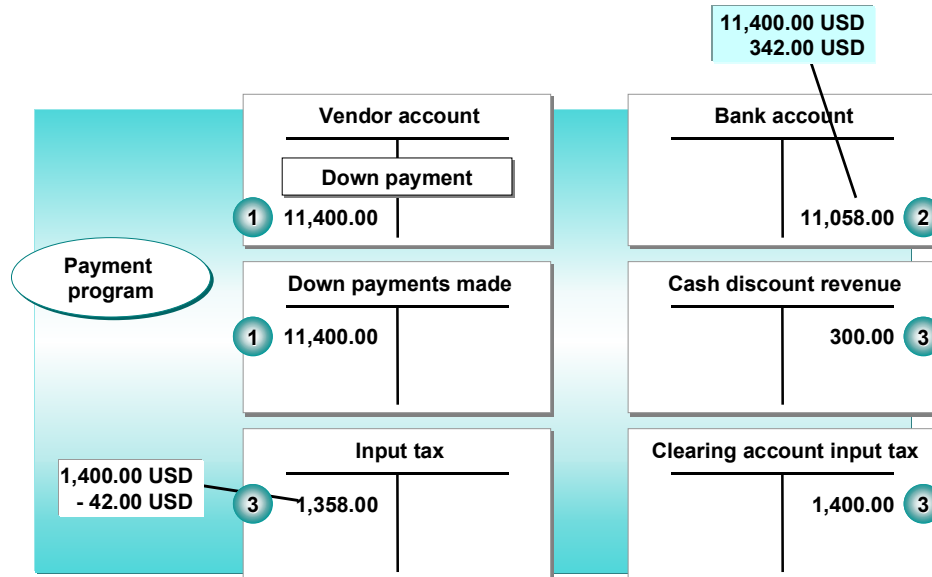 11,400.00 USD
342.00 USD
Vendor account
Down payment
1 11,400.00
Bank account
11,058.00 2
Payment
program
Down payments made
1 11,400.00
Cash discount revenue
300.00 3
1,400.00 USD
- 42.00 USD
Input tax
3 1,358.00
Clearing account input tax
1,400.00 3